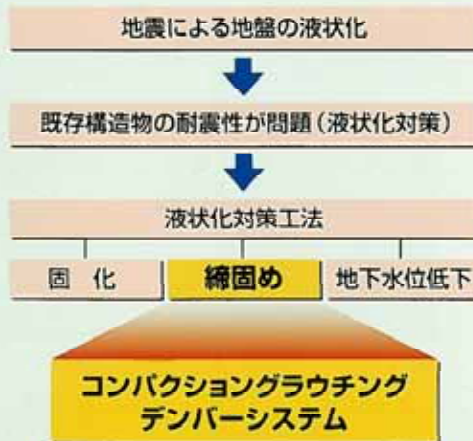 地震による地盤の液状化
既存構造物の耐震性が問題(液状化対策)
液状化対策工法
固 化
締固め
地下水位低下
コンパクショングラウチング
デンバーシステム